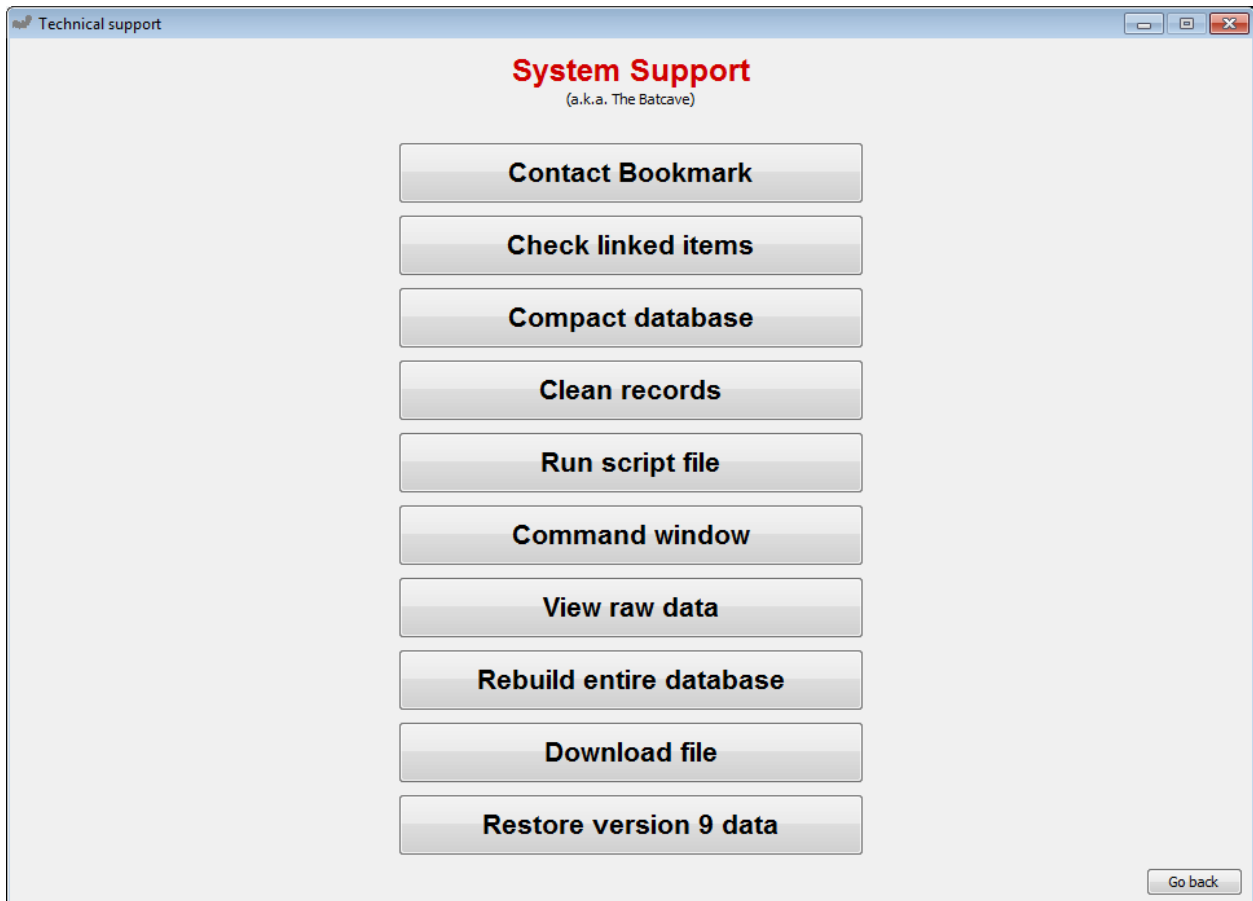 Technical support
System Support
(a.k.a. The Batcave)
Contact Bookmark
Check linked items
Compact database
Clean records
Run script file
Command window
View raw data
Rebuild entire database
Download file
Restore version 9 data
Go back